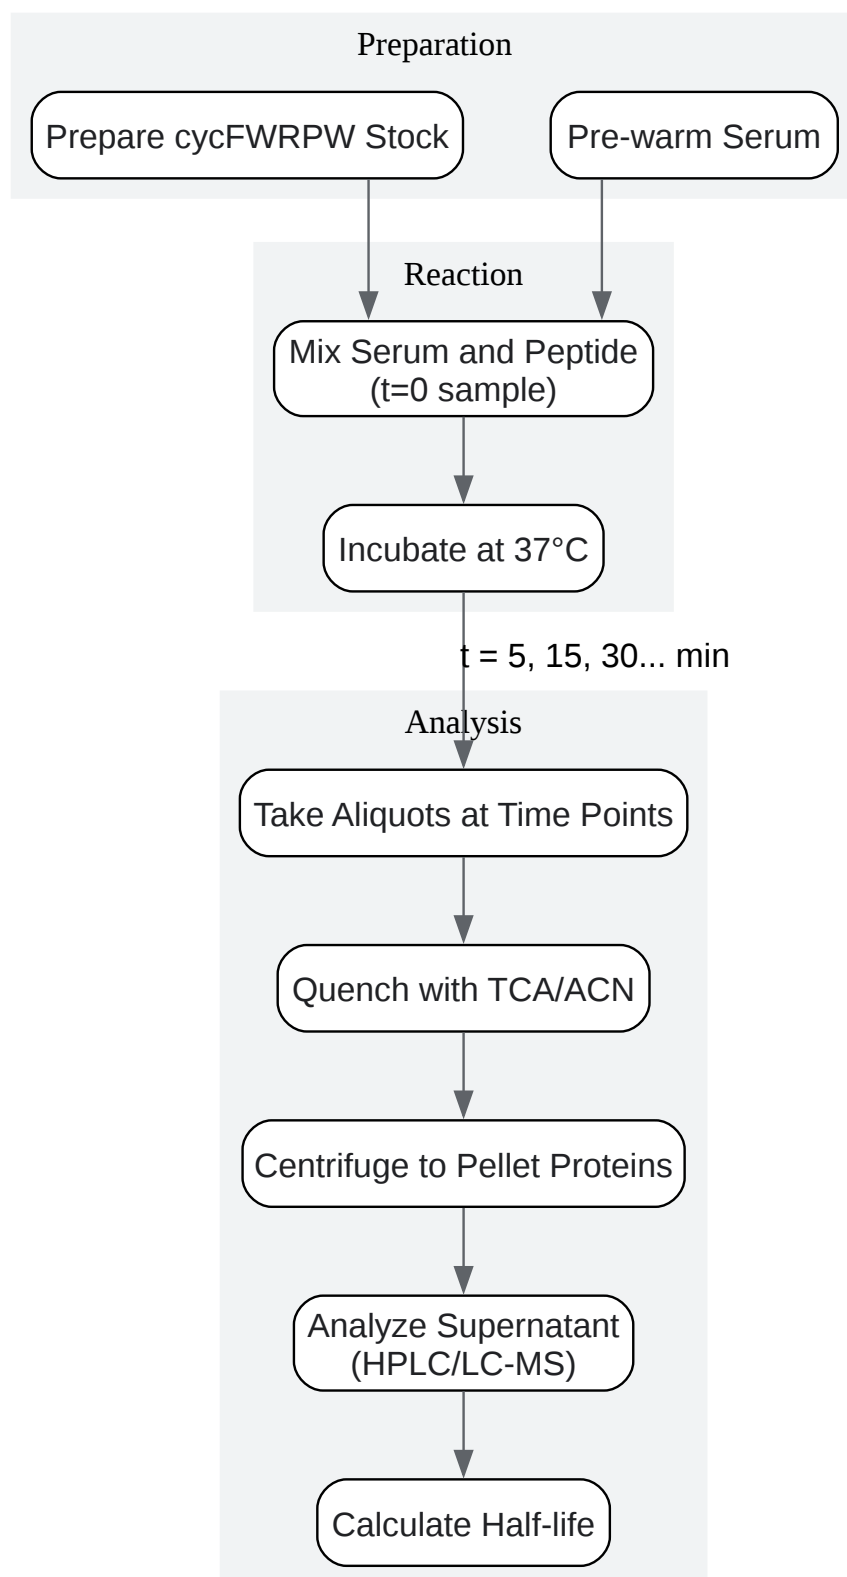 Preparation
Prepare cycFWRPW Stock
Pre-warm Serum
Reaction
Mix Serum and Peptide
(t=0 sample)
Incubate at 37°C
t = 5, 15, 30... min
Analysis
Take Aliquots at Time Points
Quench with TCA/ACN
Centrifuge to Pellet Proteins
Analyze Supernatant
(HPLC/LC-MS)
Calculate Half-life